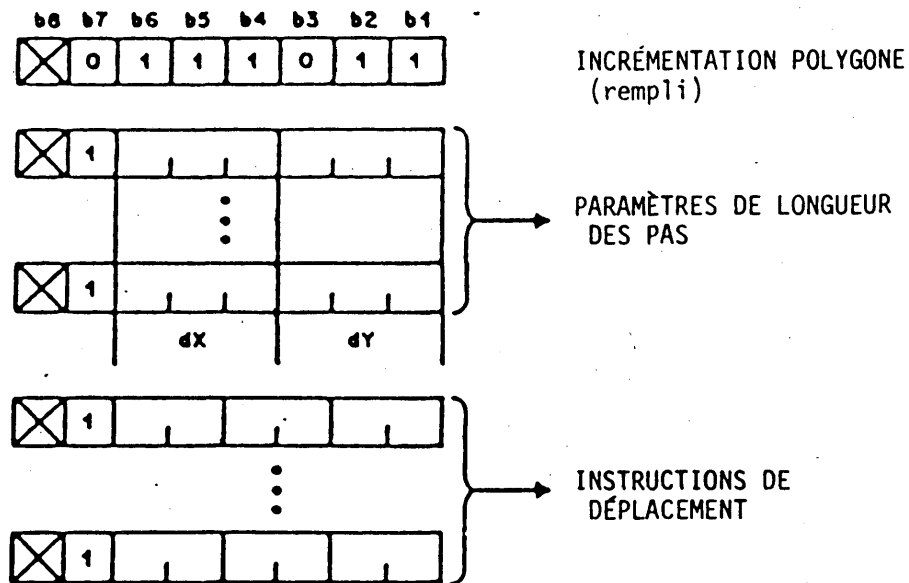 b8 b7 b6 b5 b4 b3 b2 b1
0 1 1 1 0 1 1
INCRÉMENTATION POLYGONE
(rempli)
1
PARAMÈTRES DE LONGUEUR
DES PAS
1
dX dY
1
INSTRUCTIONS DE
DÉPLACEMENT
1